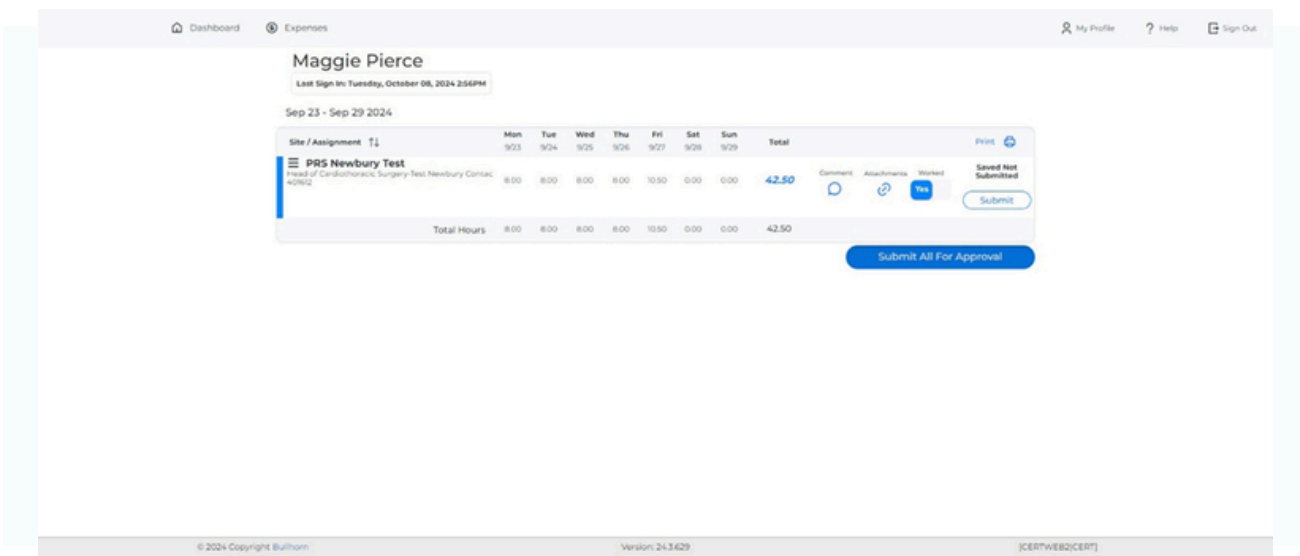 Dashboard Expenses My Profile ? Help Sign Out
Maggie Pierce
Last Sign In: Tuesday, October 08, 2024 2:56PM
Sep 23 - Sep 29 2024
Site / Assignment Mon Tue Wed Thu Fri Sat Sun Total Print
9/23 9/24 9/25 9/26 9/27 9/28 9/29
PRS Newbury Test
Head of Cardiothoracic Surgery-Test Newbury Contac
401612
8.00 8.00 8.00 8.00 10.50 0.00 0.00 42.50
Comment Attachments Worked
Yes
Saved Not
Submitted
Submit
Total Hours 8.00 8.00 8.00 8.00 10.50 0.00 0.00 42.50
Submit All For Approval
© 2024 Copyright Bullhorn Version: 24.3.629 [CERTWEB2|CERT]